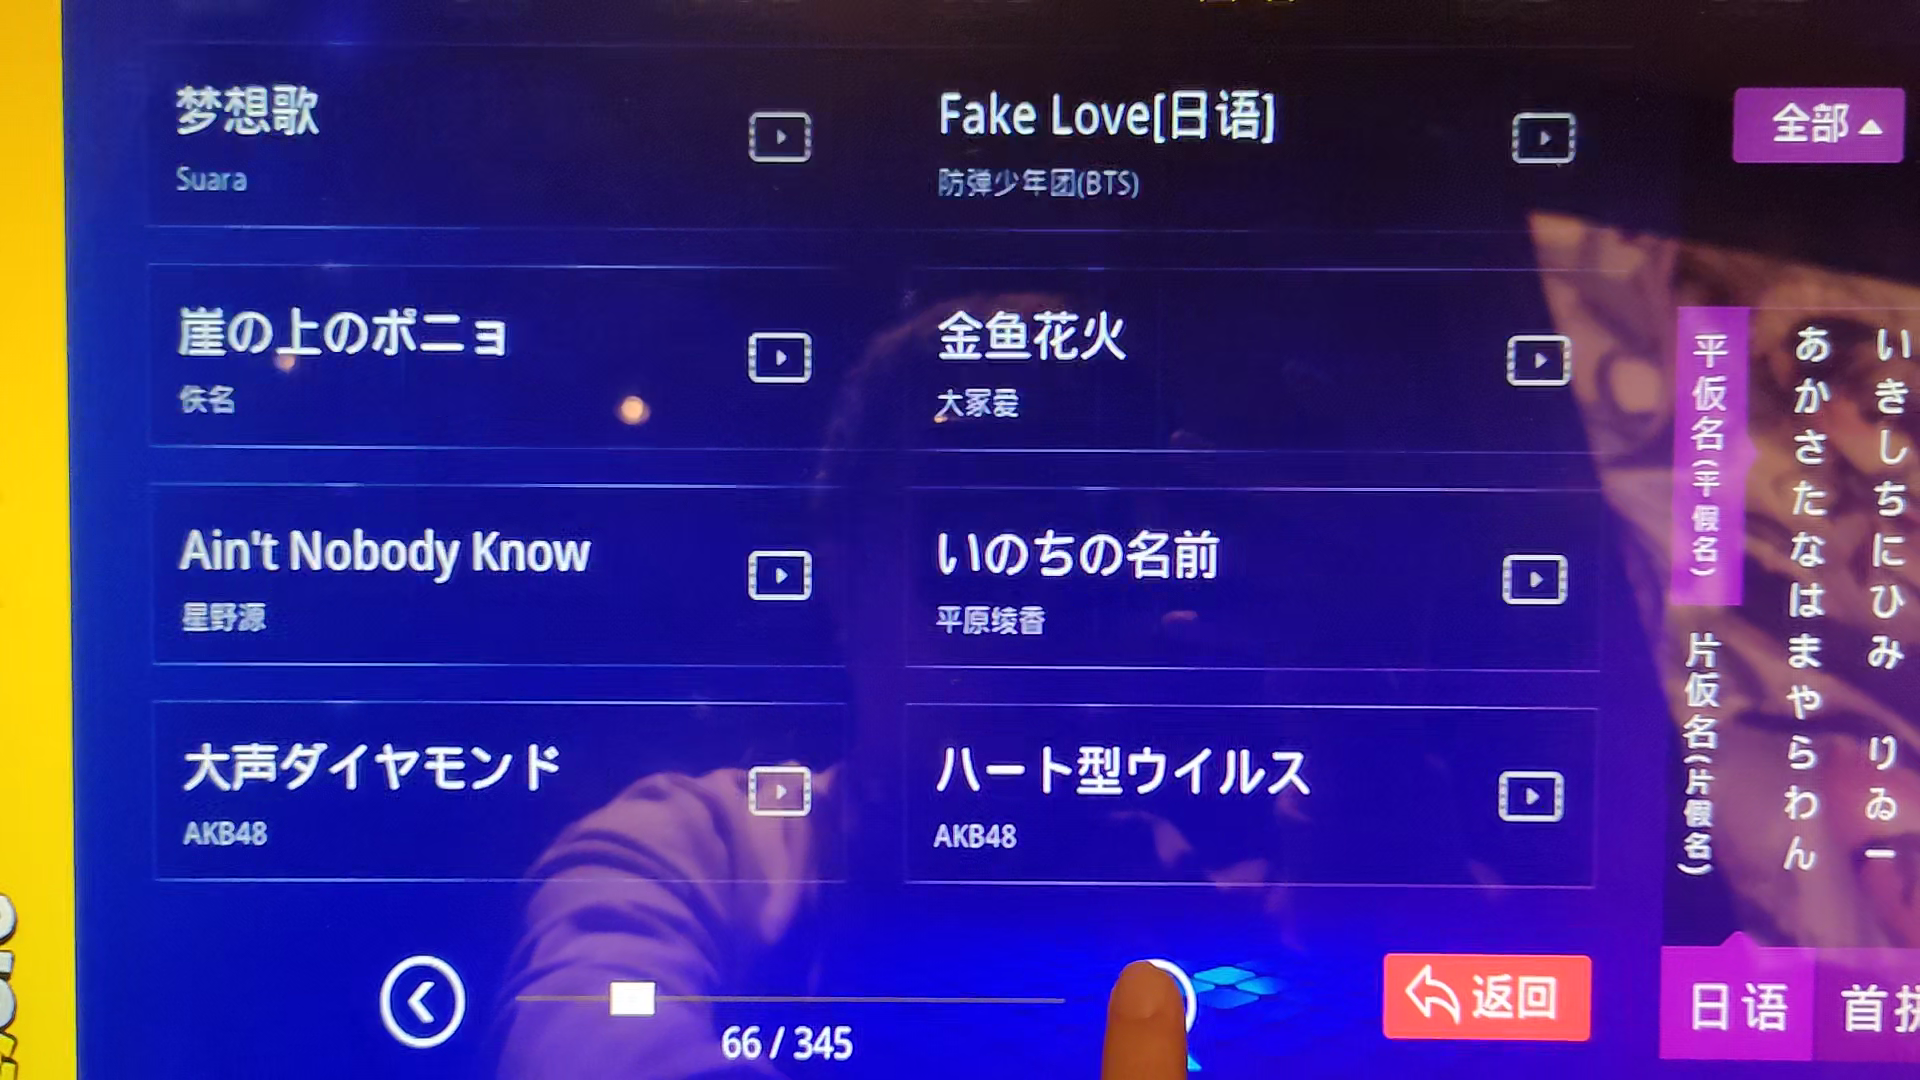 梦想歌
Suara
Fake Love[日语]
防弹少年团(BTS)
全部
崖の上のポニョ
佚名
金鱼花火
大冢爱
Ain't Nobody Know
星野源
いのちの名前
平原绫香
大声ダイヤモンド
AKB48
ハート型ウイルス
AKB48
平仮名(平假名)
片仮名(片假名)
あかさたなはまやらわん
いきしちにひみ りゐー
66 / 345
返回
日语
首拼